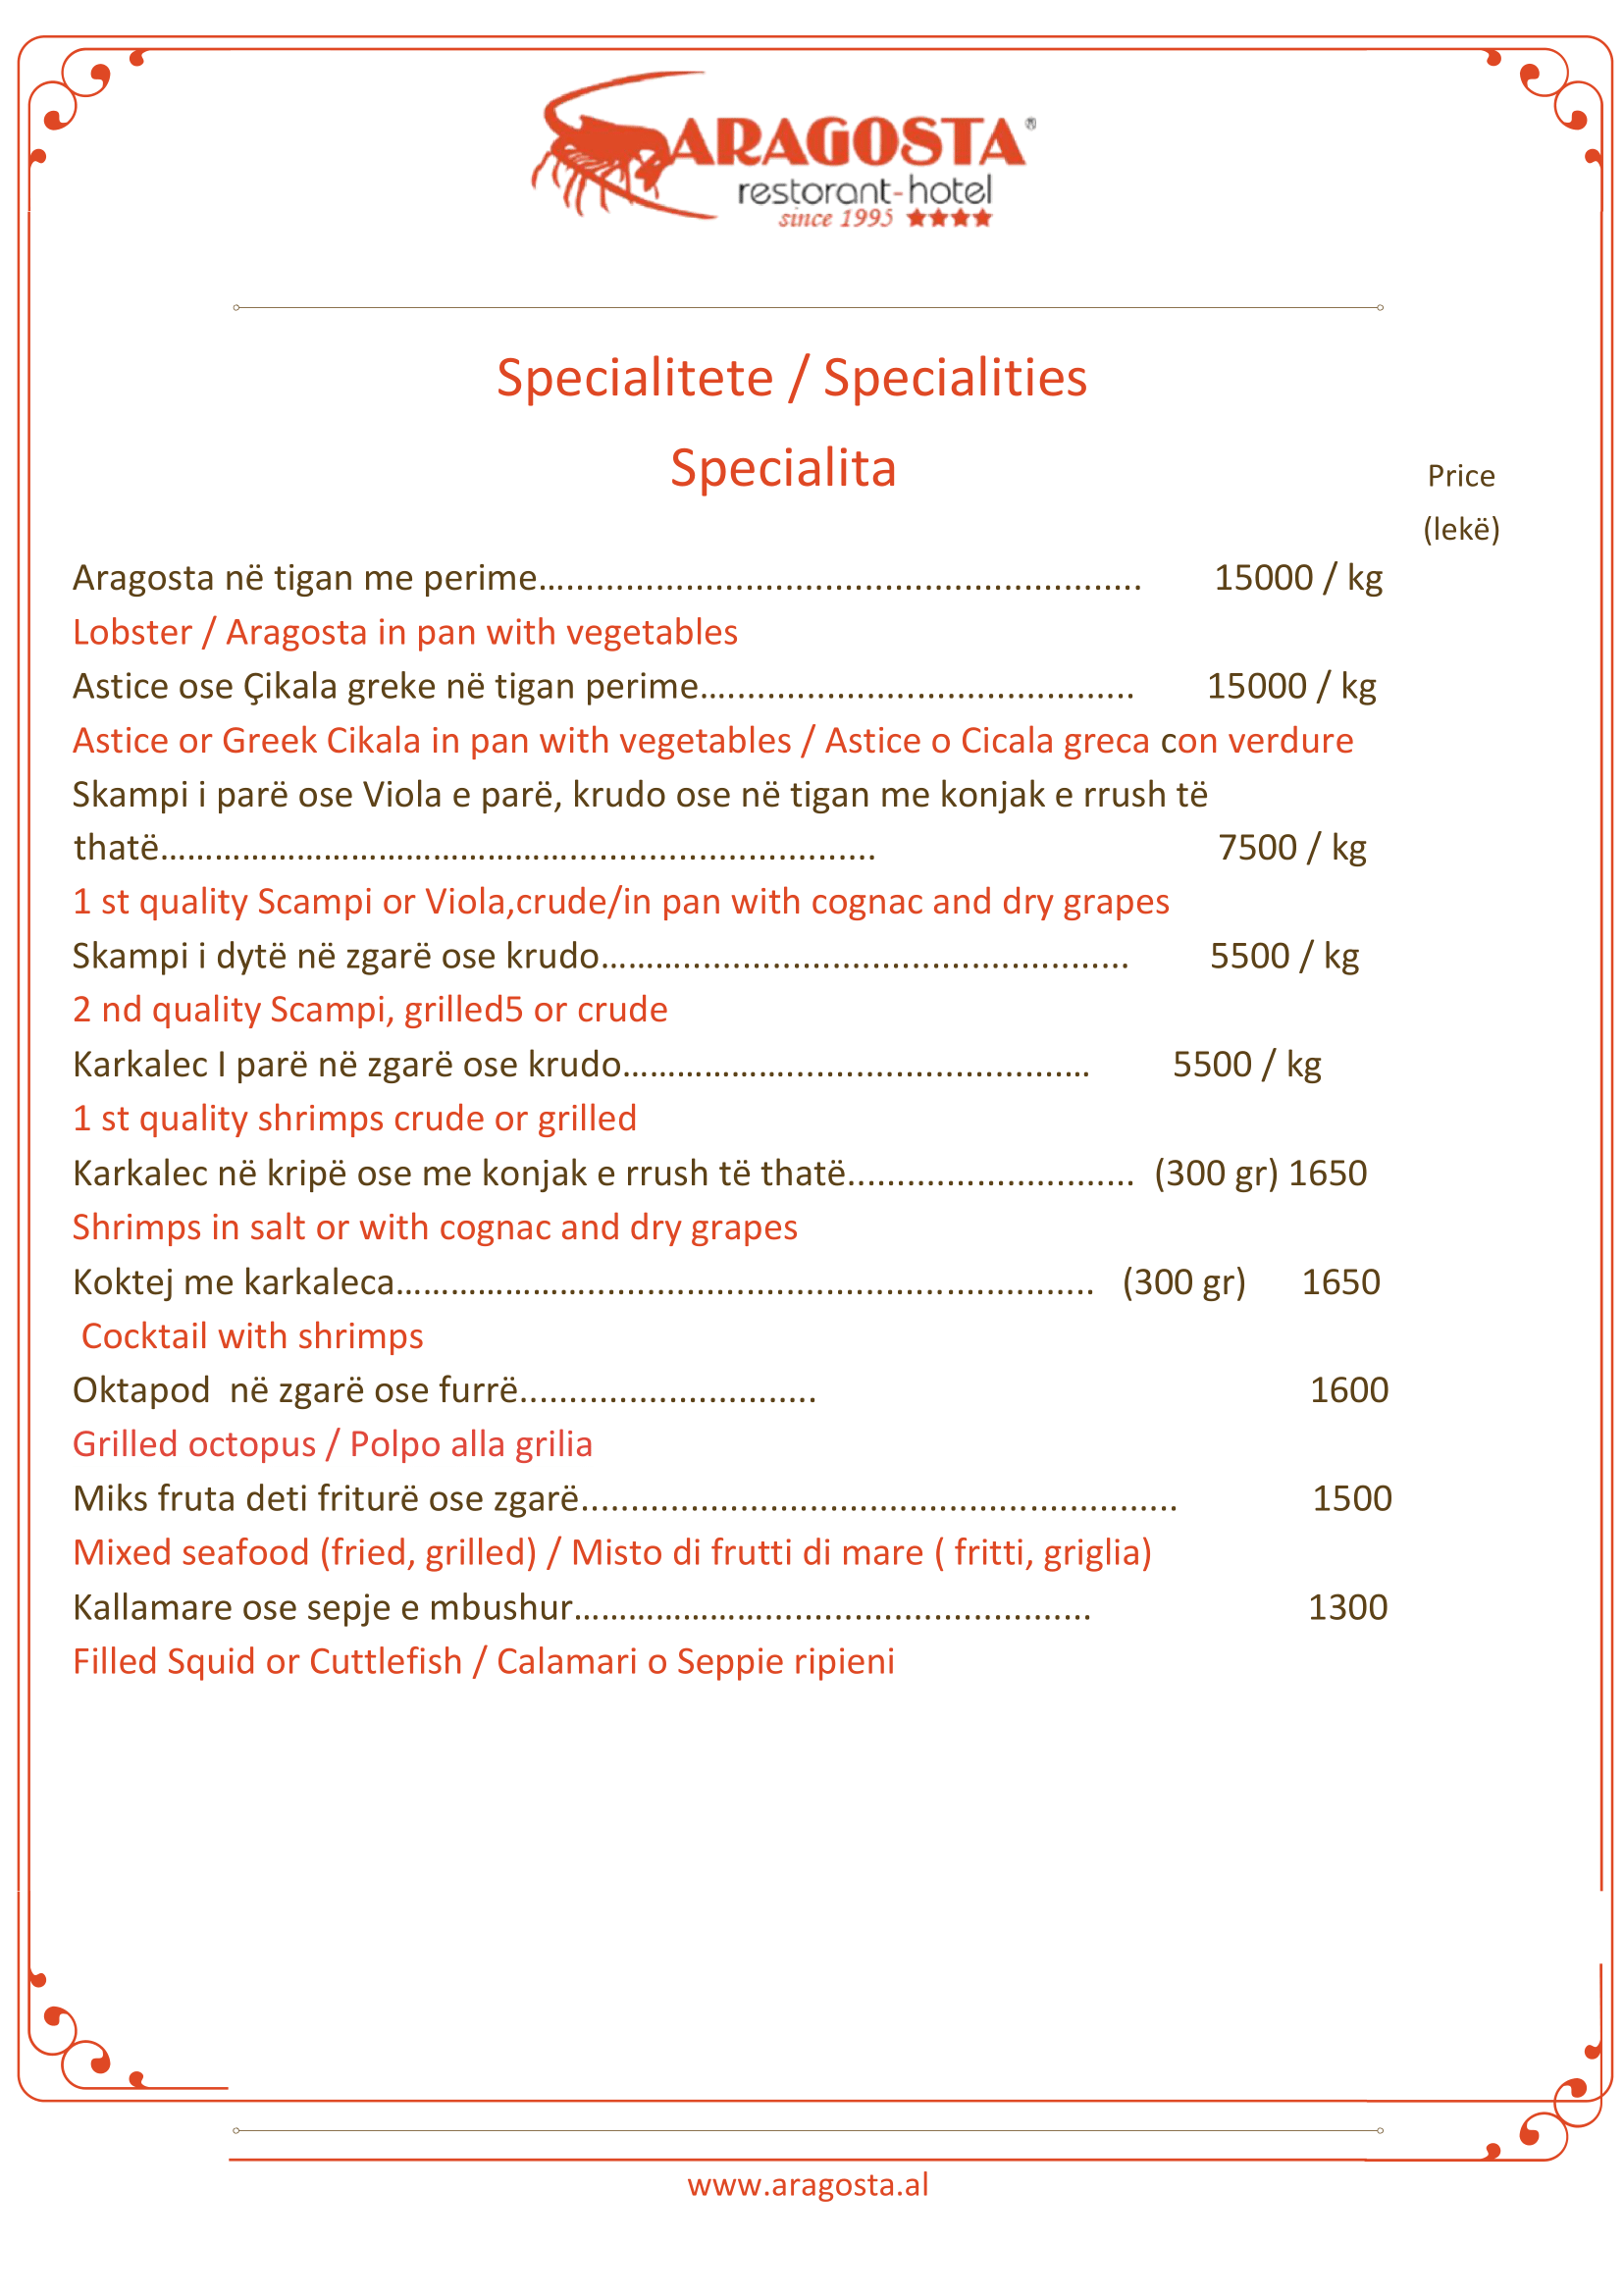 ARAGOSTA®
restorant-hotel
since 1995
Specialitete / Specialities
Specialita
Price
(lekë)
Aragosta në tigan me perime............................................................... 15000 / kg
Lobster / Aragosta in pan with vegetables
Astice ose Çikala greke në tigan perime............................................ 15000 / kg
Astice or Greek Cikala in pan with vegetables / Astice o Cicala greca con verdure
Skampi i parë ose Viola e parë, krudo ose në tigan me konjak e rrush të
thatë........................................................................... 7500 / kg
1 st quality Scampi or Viola,crude/in pan with cognac and dry grapes
Skampi i dytë në zgarë ose krudo...................................................... 5500 / kg
2 nd quality Scampi, grilled5 or crude
Karkalec I parë në zgarë ose krudo.................................................. 5500 / kg
1 st quality shrimps crude or grilled
Karkalec në kripë ose me konjak e rrush të thatë............................. (300 gr) 1650
Shrimps in salt or with cognac and dry grapes
Koktej me karkaleca......................................................................... (300 gr) 1650
Cocktail with shrimps
Oktapod në zgarë ose furrë.............................. 1600
Grilled octopus / Polpo alla grilia
Miks fruta deti friturë ose zgarë............................................................ 1500
Mixed seafood (fried, grilled) / Misto di frutti di mare ( fritti, griglia)
Kallamare ose sepje e mbushur...................................................... 1300
Filled Squid or Cuttlefish / Calamari o Seppie ripieni
www.aragosta.al